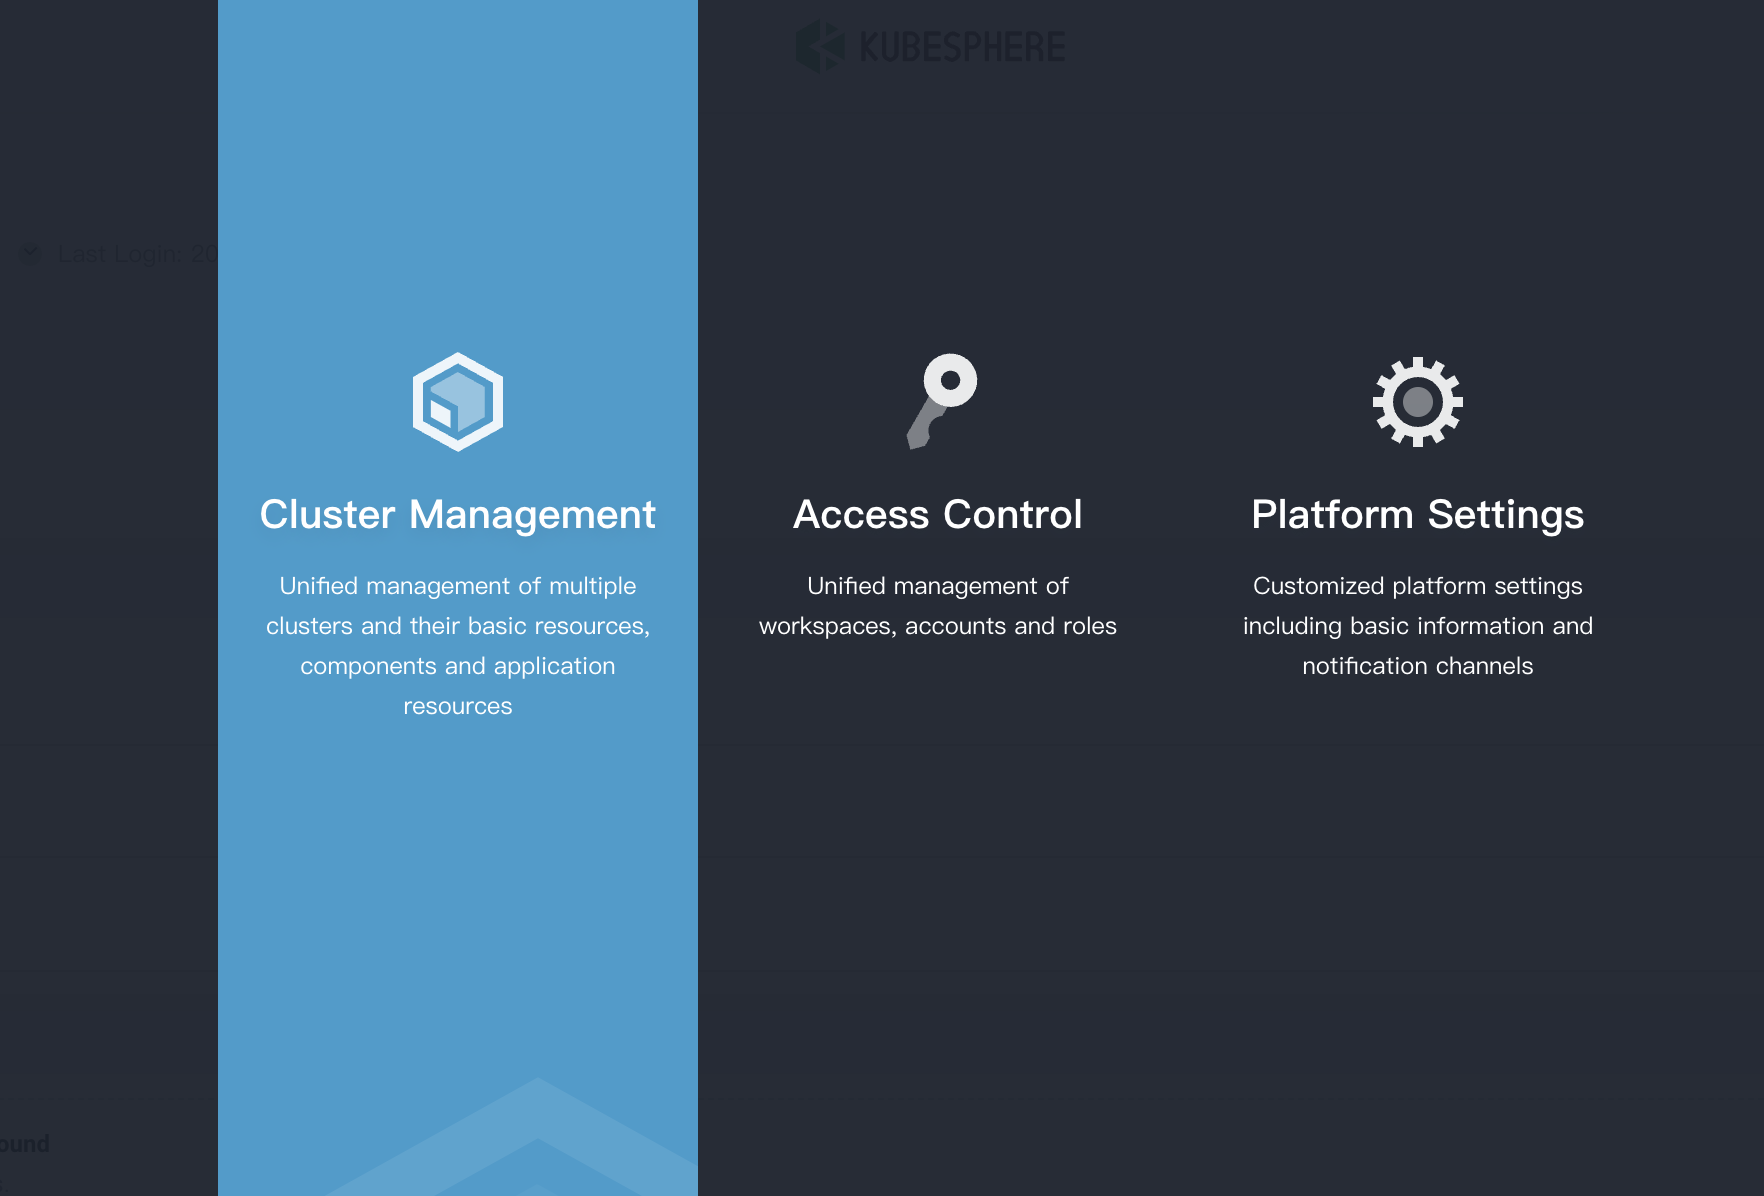 KUBESPHERE
Last Login: 20
Cluster Management
Unified management of multiple
clusters and their basic resources,
components and application
resources
Access Control
Unified management of
workspaces, accounts and roles
Platform Settings
Customized platform settings
including basic information and
notification channels
ound